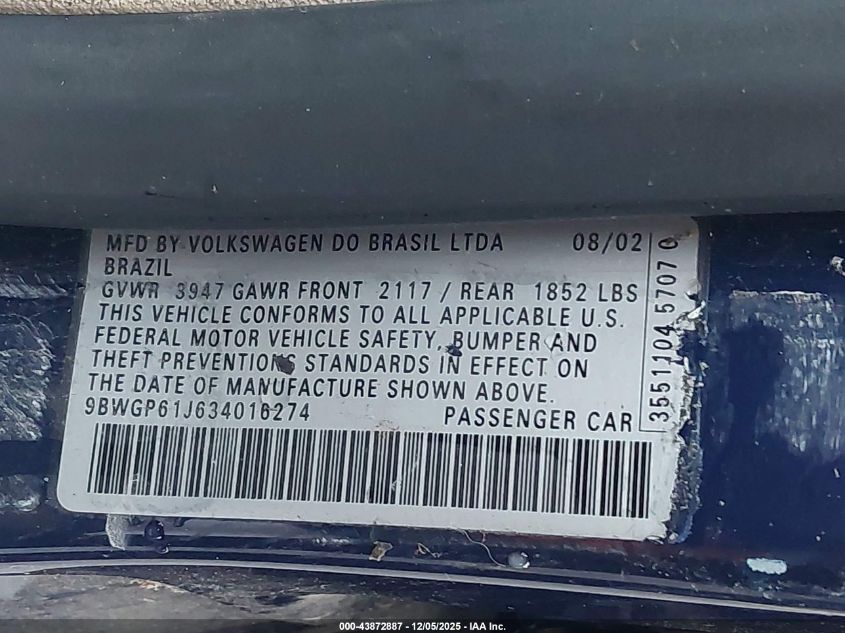 MFD BY VOLKSWAGEN DO BRASIL LTDA 08/02
BRAZIL
GVWR 3947 GAWR FRONT 2117 / REAR 1852 LBS
THIS VEHICLE CONFORMS TO ALL APPLICABLE U.S.
FEDERAL MOTOR VEHICLE SAFETY, BUMPER AND
THEFT PREVENTION STANDARDS IN EFFECT ON
THE DATE OF MANUFACTURE SHOWN ABOVE.
9BWGP61J634016274 PASSENGER CAR
3551104 5707 0
000-43872887 - 12/05/2025 - IAA Inc.